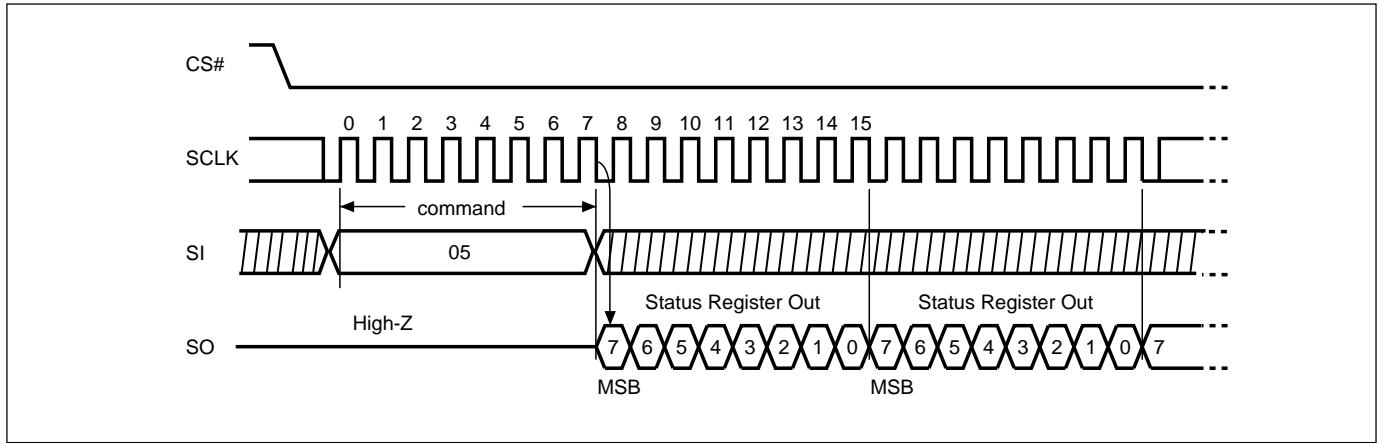 CS#
0 1 2 3 4 5 6 7 8 9 10 11 12 13 14 15
SCLK
command
SI
05
Status Register Out Status Register Out
High-Z
SO
7 6 5 4 3 2 1 0 7 6 5 4 3 2 1 0 7
MSB MSB